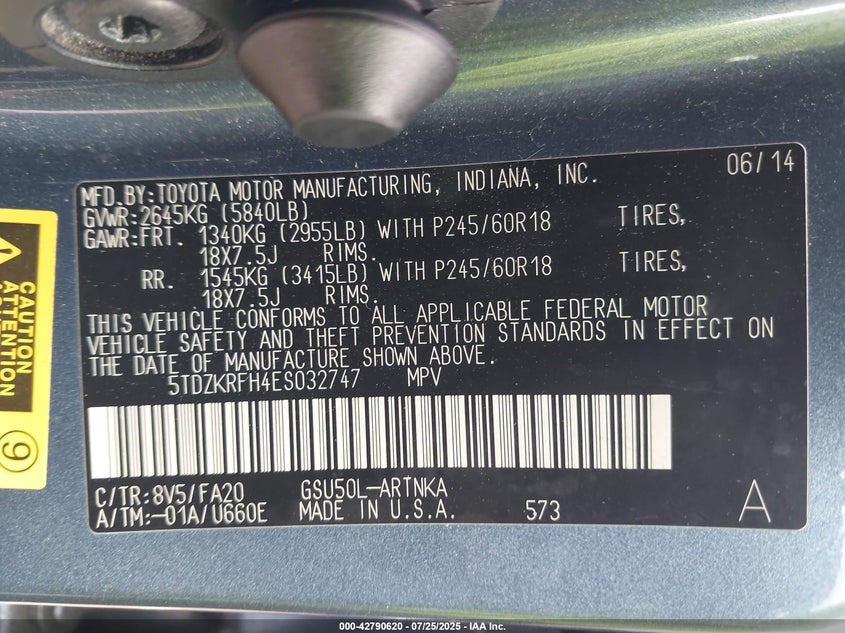 MFD.BY:TOYOTA MOTOR MANUFACTURING, INDIANA, INC. 06/14
GVWR:2645KG (5840LB)
GAWR:FRT. 1340KG (2955LB) WITH P245/60R18 TIRES,
18X7.5J RIMS.
RR. 1545KG (3415LB) WITH P245/60R18 TIRES,
18X7.5J RIMS.
THIS VEHICLE CONFORMS TO ALL APPLICABLE FEDERAL MOTOR
VEHICLE SAFETY AND THEFT PREVENTION STANDARDS IN EFFECT ON
THE DATE OF MANUFACTURE SHOWN ABOVE.
5TDZKRFH4ES032747 MPV
C/TR:8V5/FA20 GSU50L-ARTNKA
A/TM:-01A/U660E MADE IN U.S.A. 573 A
CAUTION
ATTENTION
9
000-42790620 - 07/25/2025 - IAA Inc.